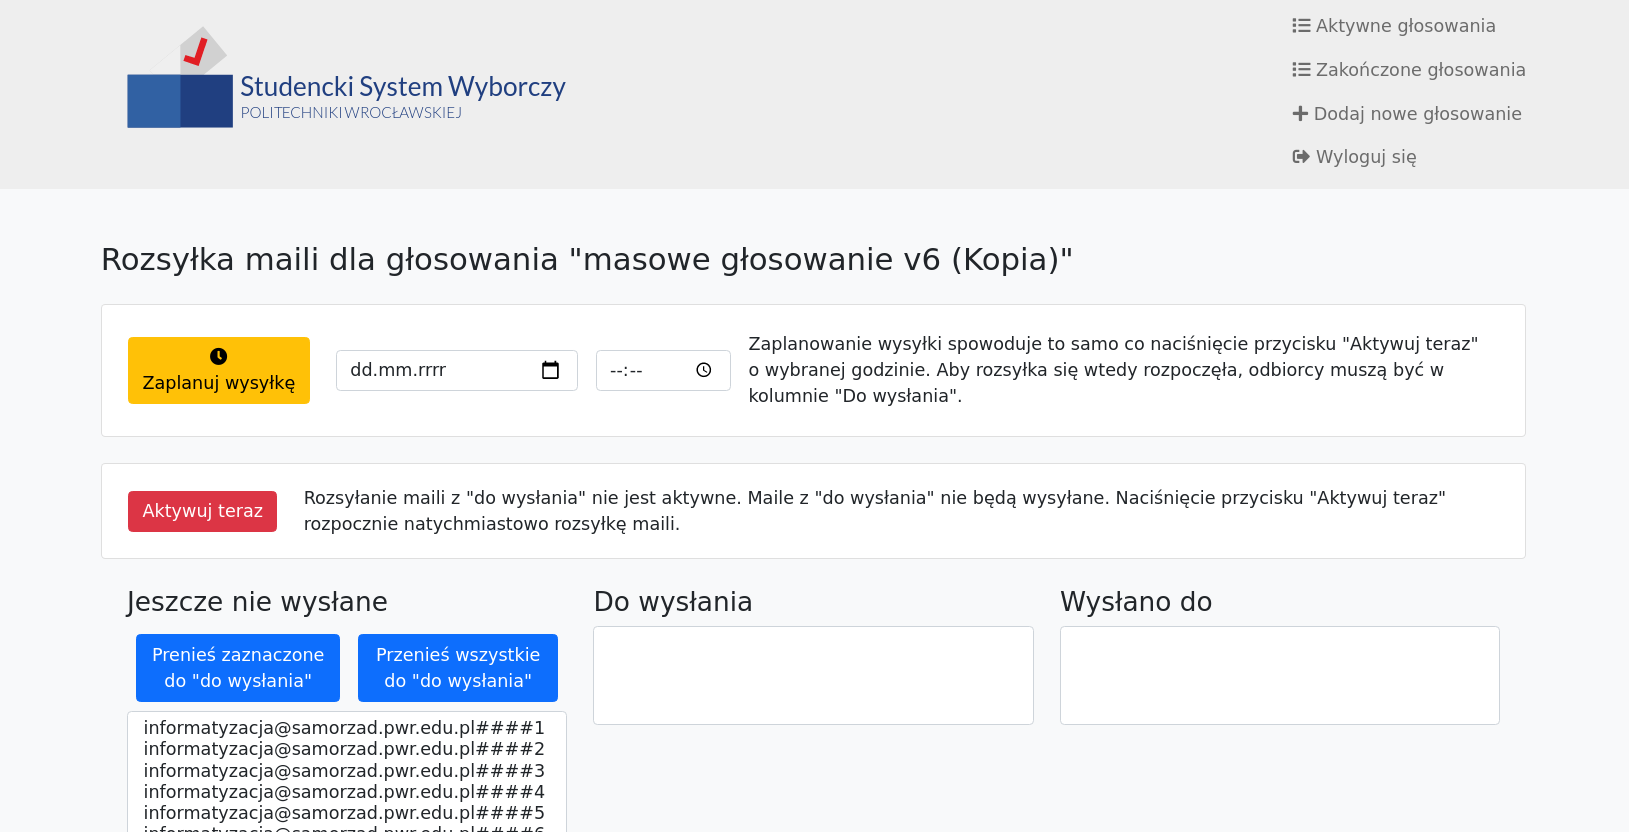 Studencki System Wyborczy
POLITECHNIKI WROCŁAWSKIEJ
Aktywne głosowania
Zakończone głosowania
Dodaj nowe głosowanie
Wyloguj się
Rozsyłka maili dla głosowania "masowe głosowanie v6 (Kopia)"
Zaplanuj wysyłkę
dd.mm.rrrr
--:--
Zaplanowanie wysyłki spowoduje to samo co naciśnięcie przycisku "Aktywuj teraz"
o wybranej godzinie. Aby rozsyłka się wtedy rozpoczęła, odbiorcy muszą być w
kolumnie "Do wysłania".
Aktywuj teraz
Rozsyłanie maili z "do wysłania" nie jest aktywne. Maile z "do wysłania" nie będą wysyłane. Naciśnięcie przycisku "Aktywuj teraz"
rozpocznie natychmiastowo rozsyłkę maili.
Jeszcze nie wysłane
Prenieś zaznaczone
do "do wysłania"
Przenieś wszystkie
do "do wysłania"
informatyzacja@samorzad.pwr.edu.pl####1
informatyzacja@samorzad.pwr.edu.pl####2
informatyzacja@samorzad.pwr.edu.pl####3
informatyzacja@samorzad.pwr.edu.pl####4
informatyzacja@samorzad.pwr.edu.pl####5
informatyzacja@samorzad.pwr.edu.pl####6
Do wysłania
Wysłano do